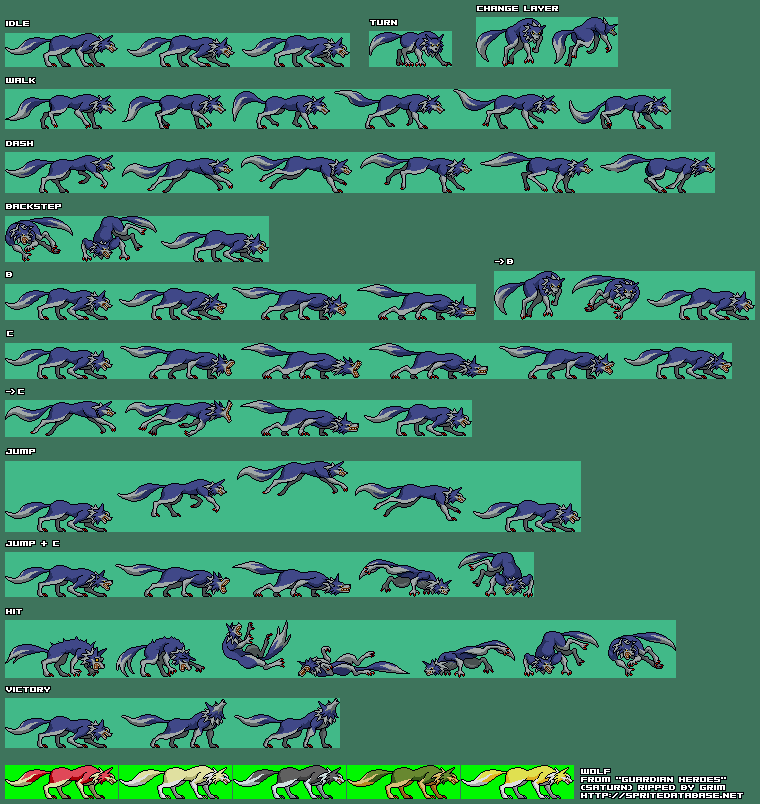 IDLE
TURN
CHANGE LAYER
WALK
DASH
BACKSTEP
->B
B
C
->C
JUMP
JUMP + C
HIT
VICTORY
WOLF
FROM "GUARDIAN HEROES"
(SATURN) RIPPED BY GRIM
HTTP://SPRITEDATABASE.NET